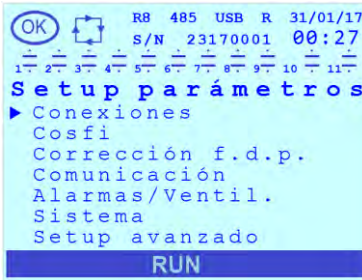 OK R8 485 USB R 31/01/17
S/N 23170001 00:27
1 2 3 4 5 6 7 8 9 10 11
Setup parámetros
Conexiones
Cosfi
Corrección f.d.p.
Comunicación
Alarmas/Ventil.
Sistema
Setup avanzado
RUN